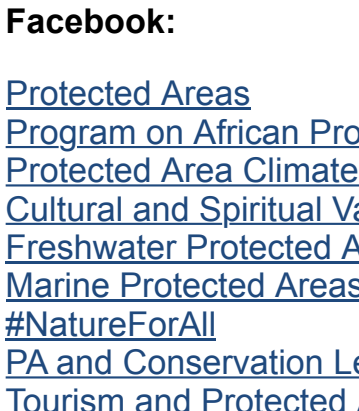 Facebook:
Protected Areas
Program on African
Protected Area Climate
Cultural and Spiritual
Freshwater Protected
Marine Protected Areas
#NatureForAll
PA and Conservation
Tourism and Protected